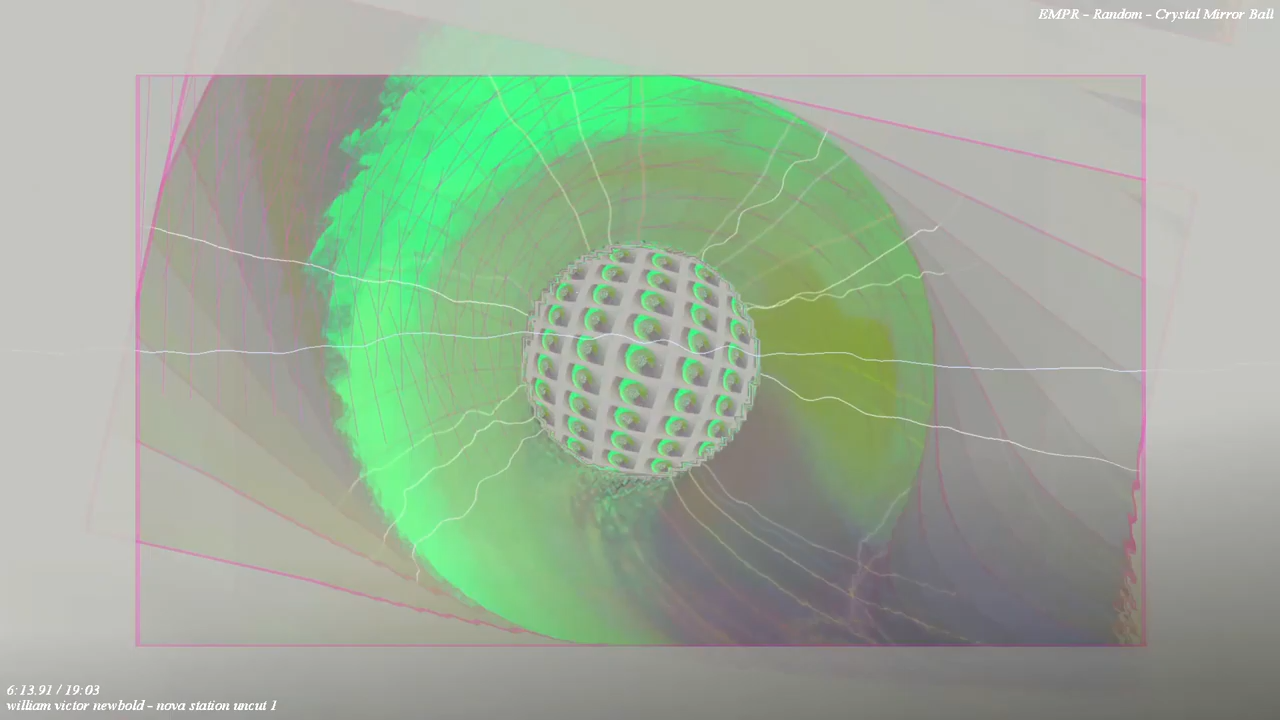 EMPR - Random - Crystal Mirror Ball
6:13.91 / 19:03
william victor newbold - nova station uncut 1